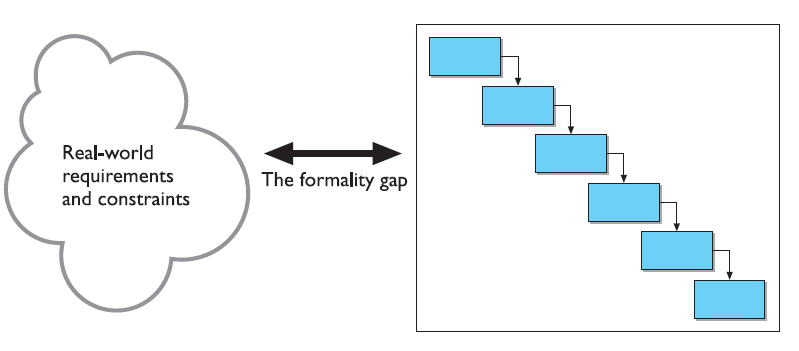 Real-world
requirements
and constraints
The formality gap